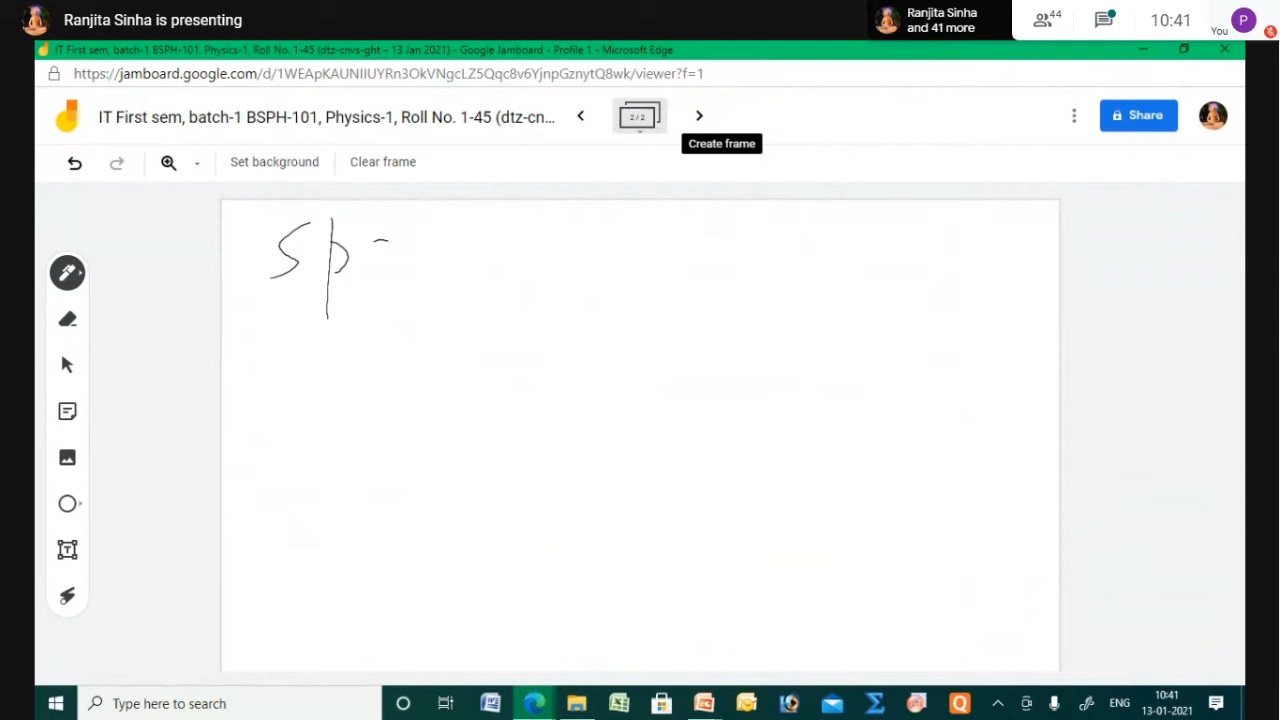 Ranjita Sinha is presenting
Ranjita Sinha
and 41 more
44
10:41
You
P
IT First sem, batch-1 BSPH-101, Physics-1, Roll No. 1-45 (dtz-cnvs-ght – 13 Jan 2021) - Google Jamboard - Profile 1 - Microsoft Edge
https://jamboard.google.com/d/1WEApKAUNIIUYRn3OkVNgcLZ5Qqc8v6YjnpGznytQ8wk/viewer?f=1
IT First sem, batch-1 BSPH-101, Physics-1, Roll No. 1-45 (dtz-cn...
2 / 2
Share
Create frame
Set background
Clear frame
Sp
Type here to search
ENG
10:41
13-01-2021